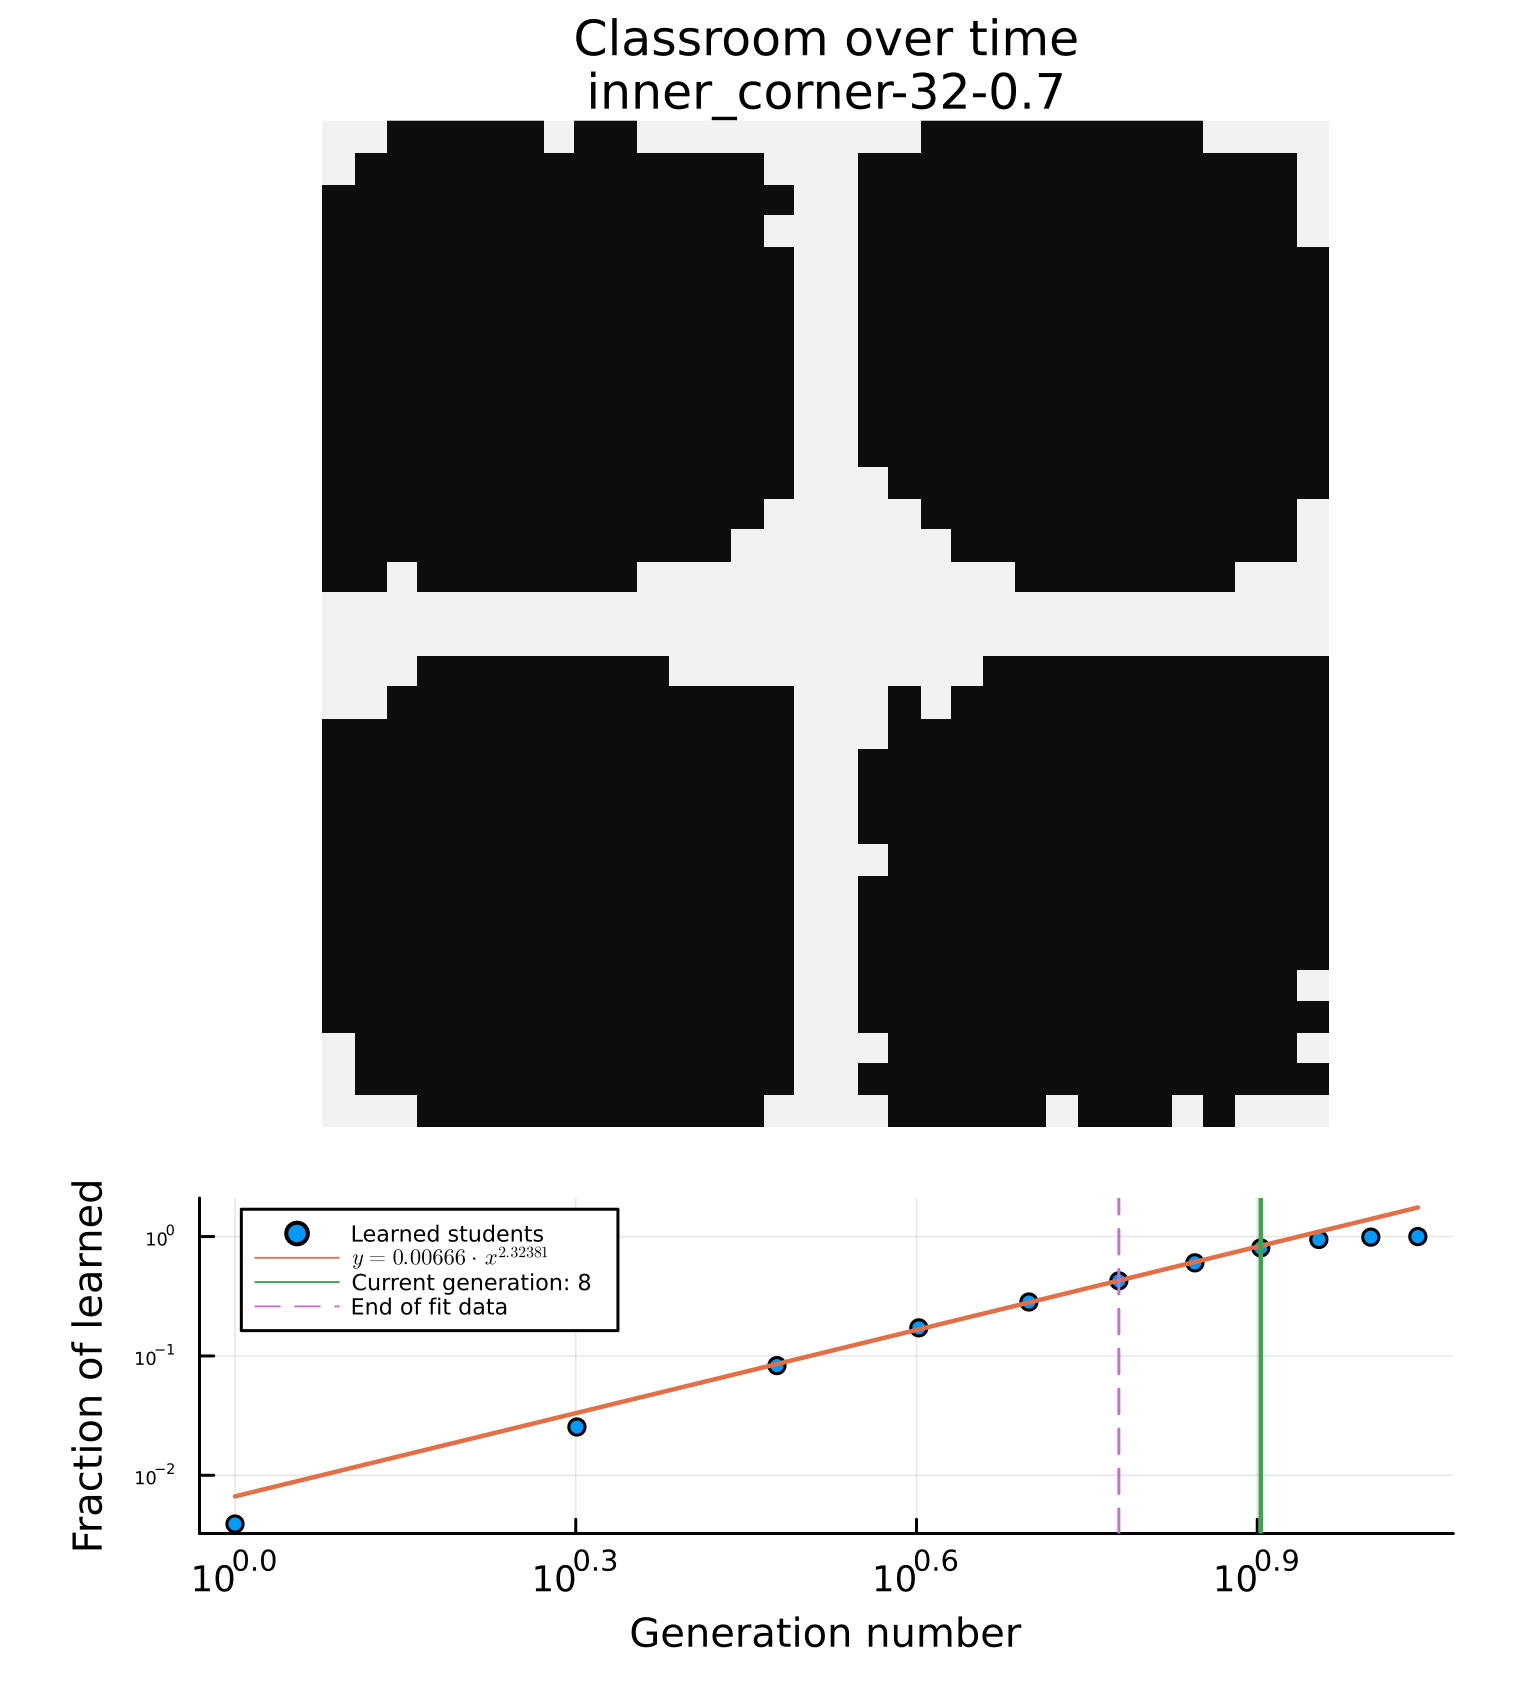 Classroom over time
inner_corner-32-0.7
Fraction of learned
10⁰
10⁻¹
10⁻²
Learned students
y = 0.00666 · x^2.32381
Current generation: 8
End of fit data
10^0.0
10^0.3
10^0.6
10^0.9
Generation number